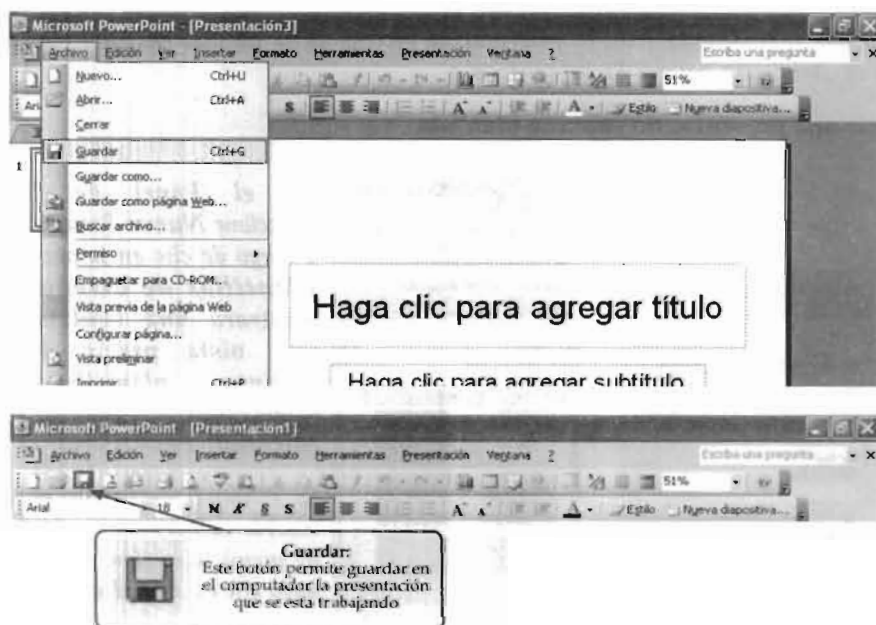 Microsoft PowerPoint - [Presentación3]
Archivo Edición Ver Insertar Formato Herramientas Presentación Ventana ? Escriba una pregunta
Nuevo... Ctrl+U
51%
Abrir... Ctrl+A
S A A A Estilo Nueva diapositiva...
Cerrar
Guardar Ctrl+G
1
Guardar como...
Guardar como página Web...
Buscar archivo...
Permiso
Empaquetar para CD-ROM...
Vista previa de la página Web
Configurar página...
Vista preliminar
Imprimir Ctrl+P
Haga clic para agregar título
Haga clic para agregar subtítulo
Microsoft PowerPoint [Presentación1]
Archivo Edición Ver Insertar Formato Herramientas Presentación Ventana ? Escriba una pregunta
51%
Arial 18 N K S S A A A Estilo Nueva diapositiva...
Guardar:
Este botón permite guardar en
el computador la presentación
que se esta trabajando